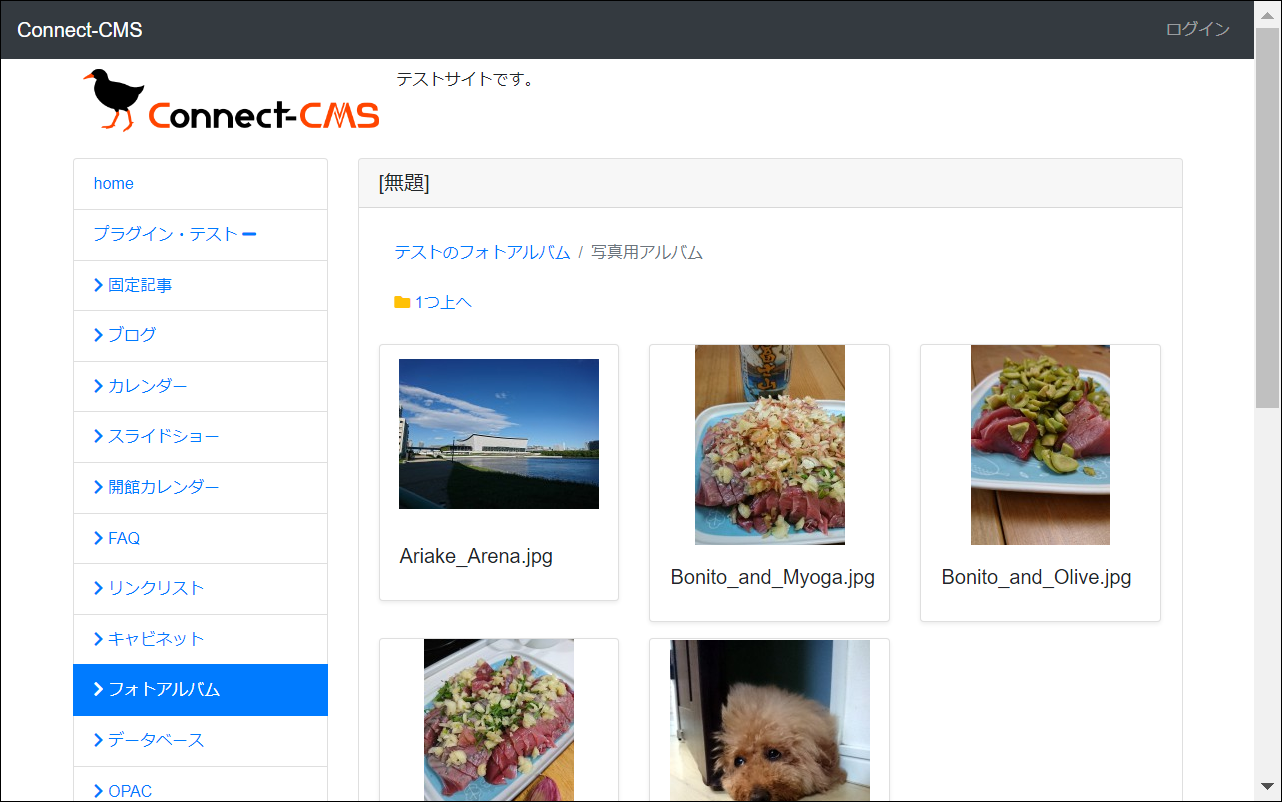 Connect-CMS
ログイン
Connect-CMS
テストサイトです。
home
プラグイン・テスト
固定記事
ブログ
カレンダー
スライドショー
開館カレンダー
FAQ
リンクリスト
キャビネット
フォトアルバム
データベース
OPAC
[無題]
テストのフォトアルバム / 写真用アルバム
1つ上へ
富士山
Ariake_Arena.jpg
Bonito_and_Myoga.jpg
Bonito_and_Olive.jpg